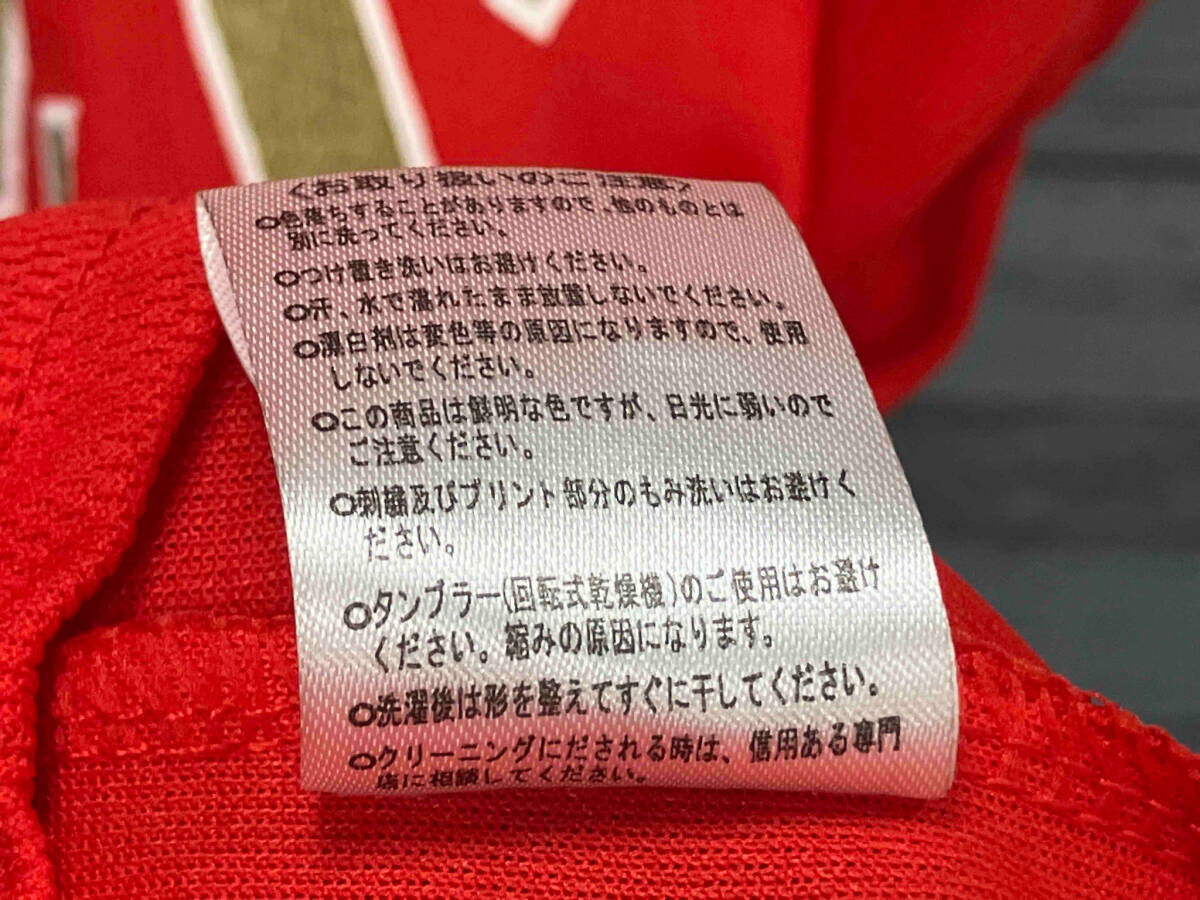 〈お取り扱いのご注意〉
○色落ちすることがありますので、他のものとは
別に洗ってください。
○つけ置き洗いはお避けください。
○汗、水で濡れたまま放置しないでください。
○漂白剤は変色等の原因になりますので、使用
しないでください。
○この商品は鮮明な色ですが、日光に弱いので
ご注意ください。
○刺繍及びプリント部分のもみ洗いはお避けく
ださい。
○タンブラー(回転式乾燥機)のご使用はお避け
ください。縮みの原因になります。
○洗濯後は形を整えてすぐに干してください。
○クリーニングにだされる時は、信用ある専門
店に相談してください。